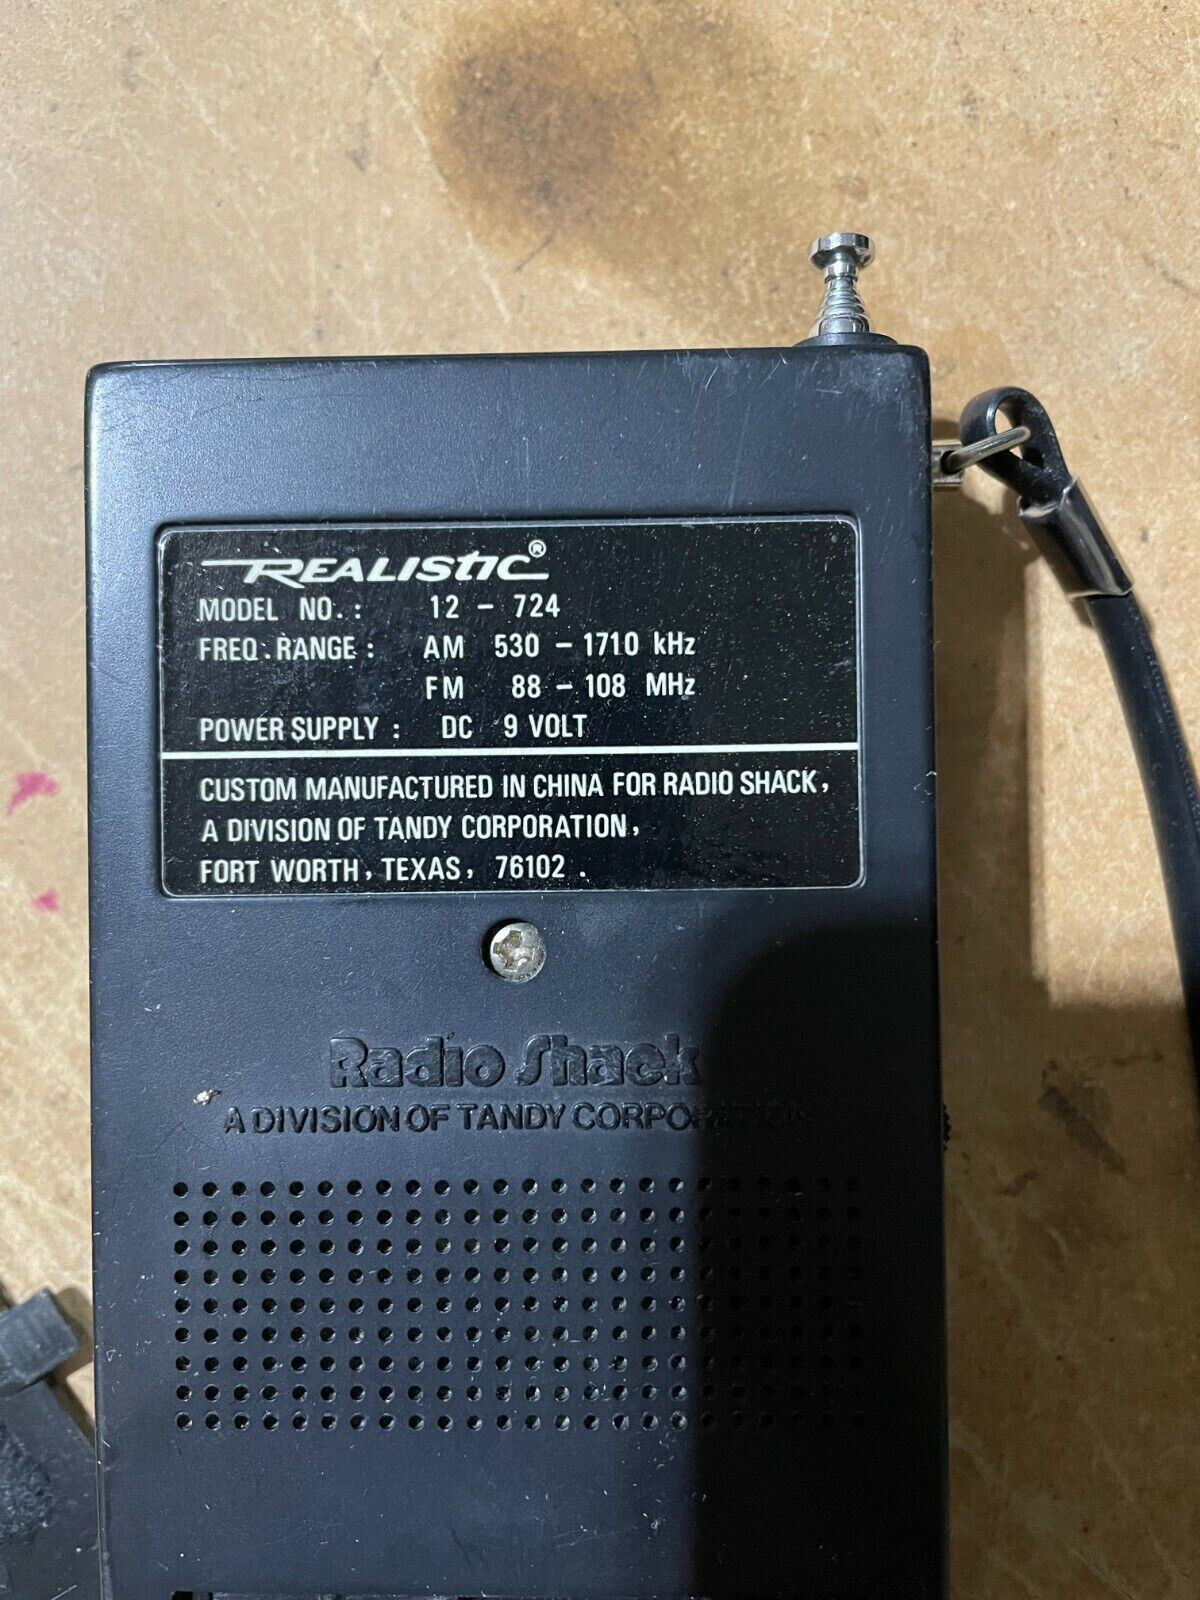 REALISTIC®
MODEL NO. : 12 - 724
FREQ. RANGE : AM 530 - 1710 kHz
FM 88 - 108 MHz
POWER SUPPLY : DC 9 VOLT
CUSTOM MANUFACTURED IN CHINA FOR RADIO SHACK,
A DIVISION OF TANDY CORPORATION,
FORT WORTH, TEXAS, 76102 .
Radio Shack
A DIVISION OF TANDY CORPORATION